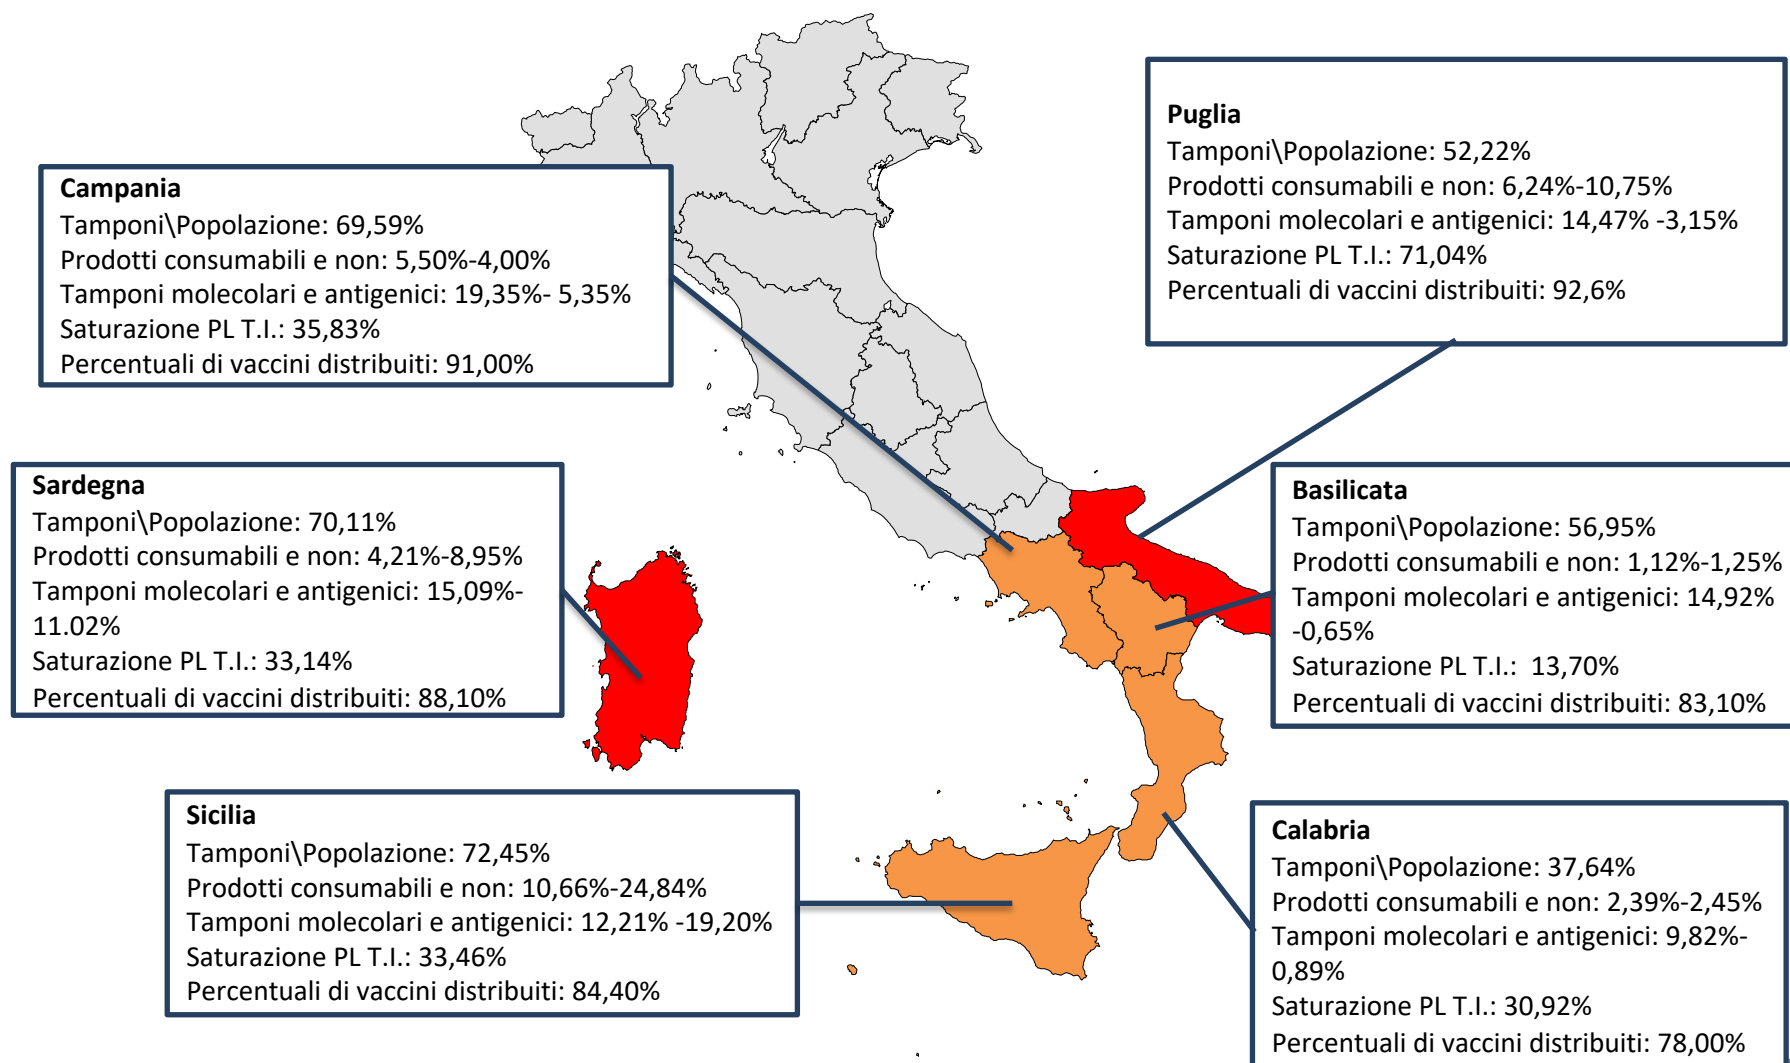 Campania
Tamponi\Popolazione: 69,59%
Prodotti consumabili e non: 5,50%-4,00%
Tamponi molecolari e antigenici: 19,35%- 5,35%
Saturazione PL T.I.: 35,83%
Percentuali di vaccini distribuiti: 91,00%
Puglia
Tamponi\Popolazione: 52,22%
Prodotti consumabili e non: 6,24%-10,75%
Tamponi molecolari e antigenici: 14,47% -3,15%
Saturazione PL T.I.: 71,04%
Percentuali di vaccini distribuiti: 92,6%
Sardegna
Tamponi\Popolazione: 70,11%
Prodotti consumabili e non: 4,21%-8,95%
Tamponi molecolari e antigenici: 15,09%-
11.02%
Saturazione PL T.I.: 33,14%
Percentuali di vaccini distribuiti: 88,10%
Basilicata
Tamponi\Popolazione: 56,95%
Prodotti consumabili e non: 1,12%-1,25%
Tamponi molecolari e antigenici: 14,92%
-0,65%
Saturazione PL T.I.:  13,70%
Percentuali di vaccini distribuiti: 83,10%
Sicilia
Tamponi\Popolazione: 72,45%
Prodotti consumabili e non: 10,66%-24,84%
Tamponi molecolari e antigenici: 12,21% -19,20%
Saturazione PL T.I.: 33,46%
Percentuali di vaccini distribuiti: 84,40%
Calabria
Tamponi\Popolazione: 37,64%
Prodotti consumabili e non: 2,39%-2,45%
Tamponi molecolari e antigenici: 9,82%-
0,89%
Saturazione PL T.I.: 30,92%
Percentuali di vaccini distribuiti: 78,00%